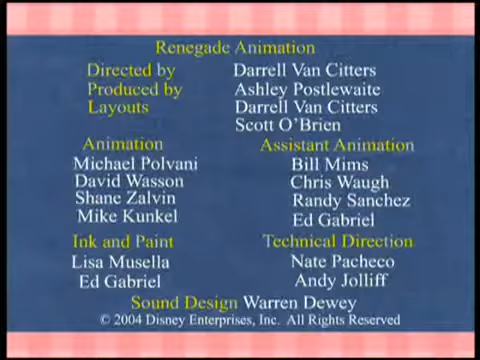 Renegade Animation
Directed by Darrell Van Citters
Produced by Ashley Postlewaite
Layouts Darrell Van Citters
Scott O'Brien
Animation
Michael Polvani
David Wasson
Shane Zalvin
Mike Kunkel
Assistant Animation
Bill Mims
Chris Waugh
Randy Sanchez
Ed Gabriel
Ink and Paint
Lisa Musella
Ed Gabriel
Technical Direction
Nate Pacheco
Andy Jolliff
Sound Design Warren Dewey
© 2004 Disney Enterprises, Inc. All Rights Reserved